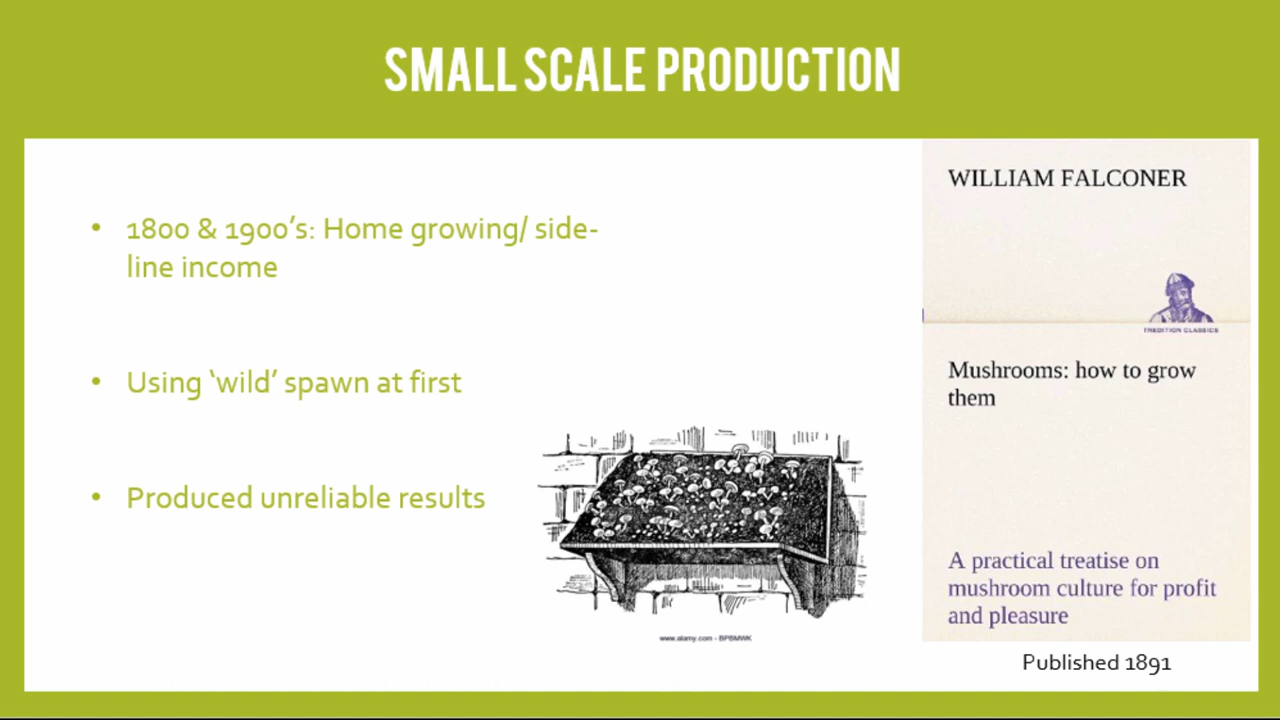 SMALL SCALE PRODUCTION
• 1800 & 1900’s: Home growing/ side-
line income
• Using ‘wild’ spawn at first
• Produced unreliable results
www.alamy.com - BPBMWK
WILLIAM FALCONER
TREDITION CLASSICS
Mushrooms: how to grow
them
A practical treatise on
mushroom culture for profit
and pleasure
Published 1891